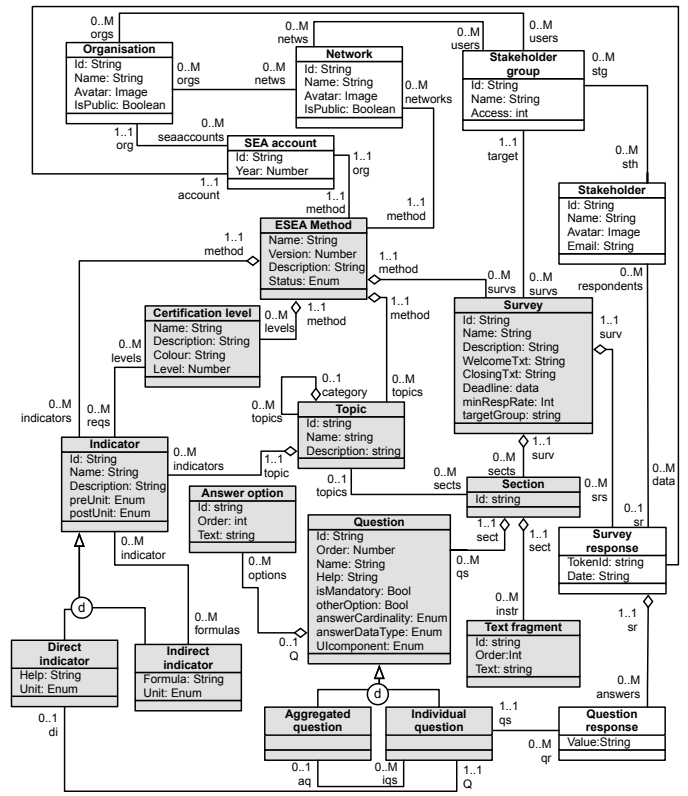 0..M
orgs
0..M
netws
0..M
users
0..M
users
Organisation
Id: String
Name: String
Avatar: Image
IsPublic: Boolean
0..M
orgs
0..M
netws
Network
Id: String
Name: String
Avatar: Image
IsPublic: Boolean
0..M
networks
Stakeholder
group
Id: String
Name: String
Access: int
0..M
stg
1..1
org
0..M
seaaccounts
SEA account
Id: String
Year: Number
1..1
account
1..1
org
1..1
target
0..M
sth
1..1
method
1..1
method
Stakeholder
Id: String
Name: String
Avatar: Image
Email: String
ESEA Method
Name: String
Version: Number
Description: String
Status: Enum
1..1
method
1..1
method
0..M
survs
0..M
survs
0..M
respondents
Certification level
Name: String
Description: String
Colour: String
Level: Number
0..M
levels
1..1
method
1..1
method
Survey
Id: String
Name: String
Description: String
WelcomeTxt: String
ClosingTxt: String
Deadline: data
minRespRate: Int
targetGroup: string
1..1
surv
0..M
levels
0..1
category
0..M
topics
0..M
topics
0..M
indicators
0..M
reqs
Topic
Id: string
Name: string
Description: string
Indicator
Id: String
Name: String
Description: String
preUnit: Enum
postUnit: Enum
0..M
indicators
1..1
topic
0..1
topics
0..M
sects
0..M
sects
1..1
surv
Section
Id: string
0..M
srs
0..1
sr
0..M
data
Answer option
Id: string
Order: int
Text: string
0..M
options
Question
Id: String
Order: Number
Name: String
Help: String
isMandatory: Bool
otherOption: Bool
answerCardinality: Enum
answerDataType: Enum
UIcomponent: Enum
1..1
sect
0..M
qs
1..1
sect
0..M
instr
Survey
response
TokenId: string
Date: String
0..M
indicator
0..M
formulas
d
0..1
Q
Text fragment
Id: string
Order:Int
Text: string
1..1
sr
0..M
answers
Direct
indicator
Help: String
Unit: Enum
Indirect
indicator
Formula: String
Unit: Enum
d
Aggregated
question
Individual
question
1..1
qs
0..M
qr
Question
response
Value:String
0..1
di
0..1
aq
0..M
iqs
1..1
Q